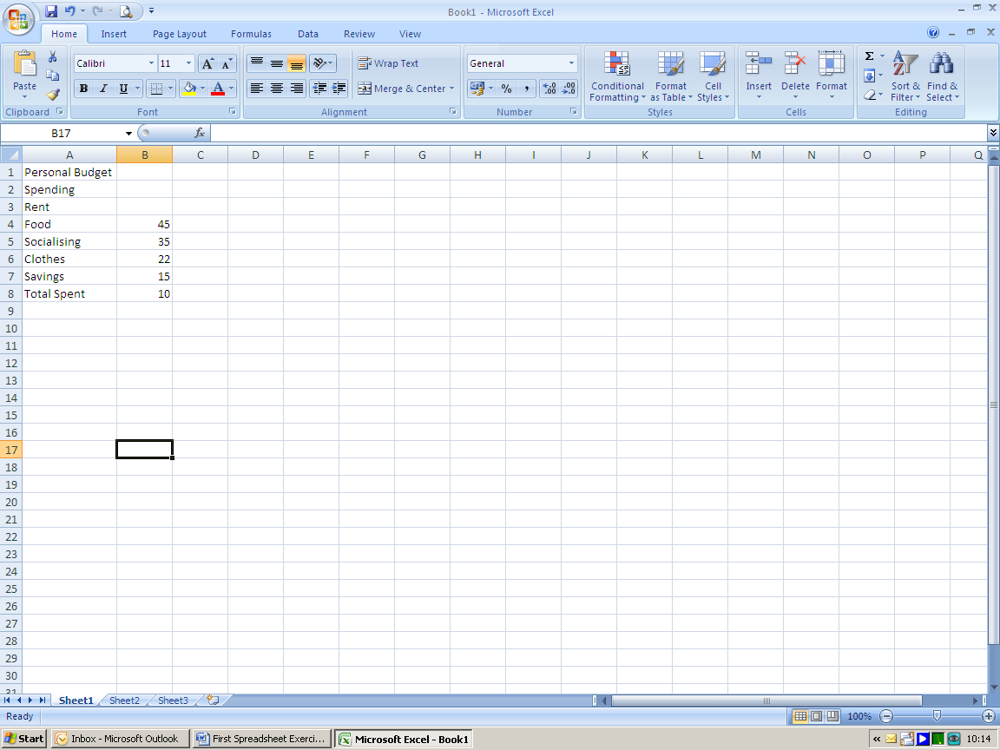 Book1 - Microsoft Excel
Home Insert Page Layout Formulas Data Review View
Paste
Calibri 11
B I U A
Wrap Text
Merge & Center
General
% ,
Conditional Formatting
Format as Table
Cell Styles
Insert Delete Format
Σ
Sort & Filter
Find & Select
Clipboard Font Alignment Number Styles Cells Editing
B17 fx
A B C D E F G H I J K L M N O P Q
1 Personal Budget
2 Spending
3 Rent
4 Food 45
5 Socialising 35
6 Clothes 22
7 Savings 15
8 Total Spent 10
9
10
11
12
13
14
15
16
17
18
19
20
21
22
23
24
25
26
27
28
29
30
31
Sheet1 Sheet2 Sheet3
Ready 100%
Start Inbox - Microsoft Outlook First Spreadsheet Exerci... Microsoft Excel - Book1 « 10:14